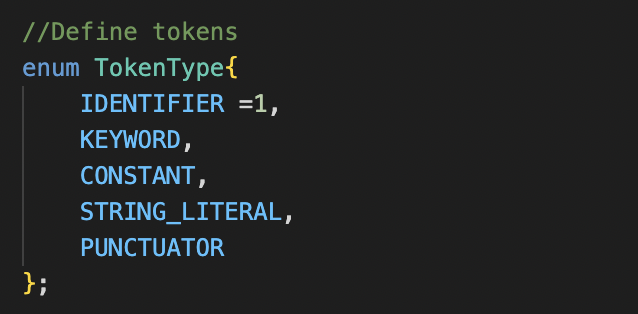 //Define tokens
enum TokenType{
IDENTIFIER =1,
KEYWORD,
CONSTANT,
STRING_LITERAL,
PUNCTUATOR
};